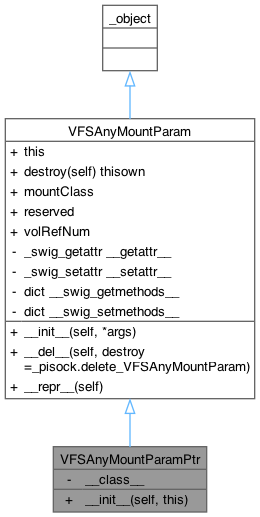 _object
VFSAnyMountParam
+ this
+ destroy(self) thisown
+ mountClass
+ reserved
+ volRefNum
- _swig_getattr __getattr__
- _swig_setattr __setattr__
- dict __swig_getmethods__
- dict __swig_setmethods__
+ __init__(self, *args)
+ __del__(self, destroy
=_pisock.delete_VFSAnyMountParam)
+ __repr__(self)
VFSAnyMountParamPtr
- __class__
+ __init__(self, this)